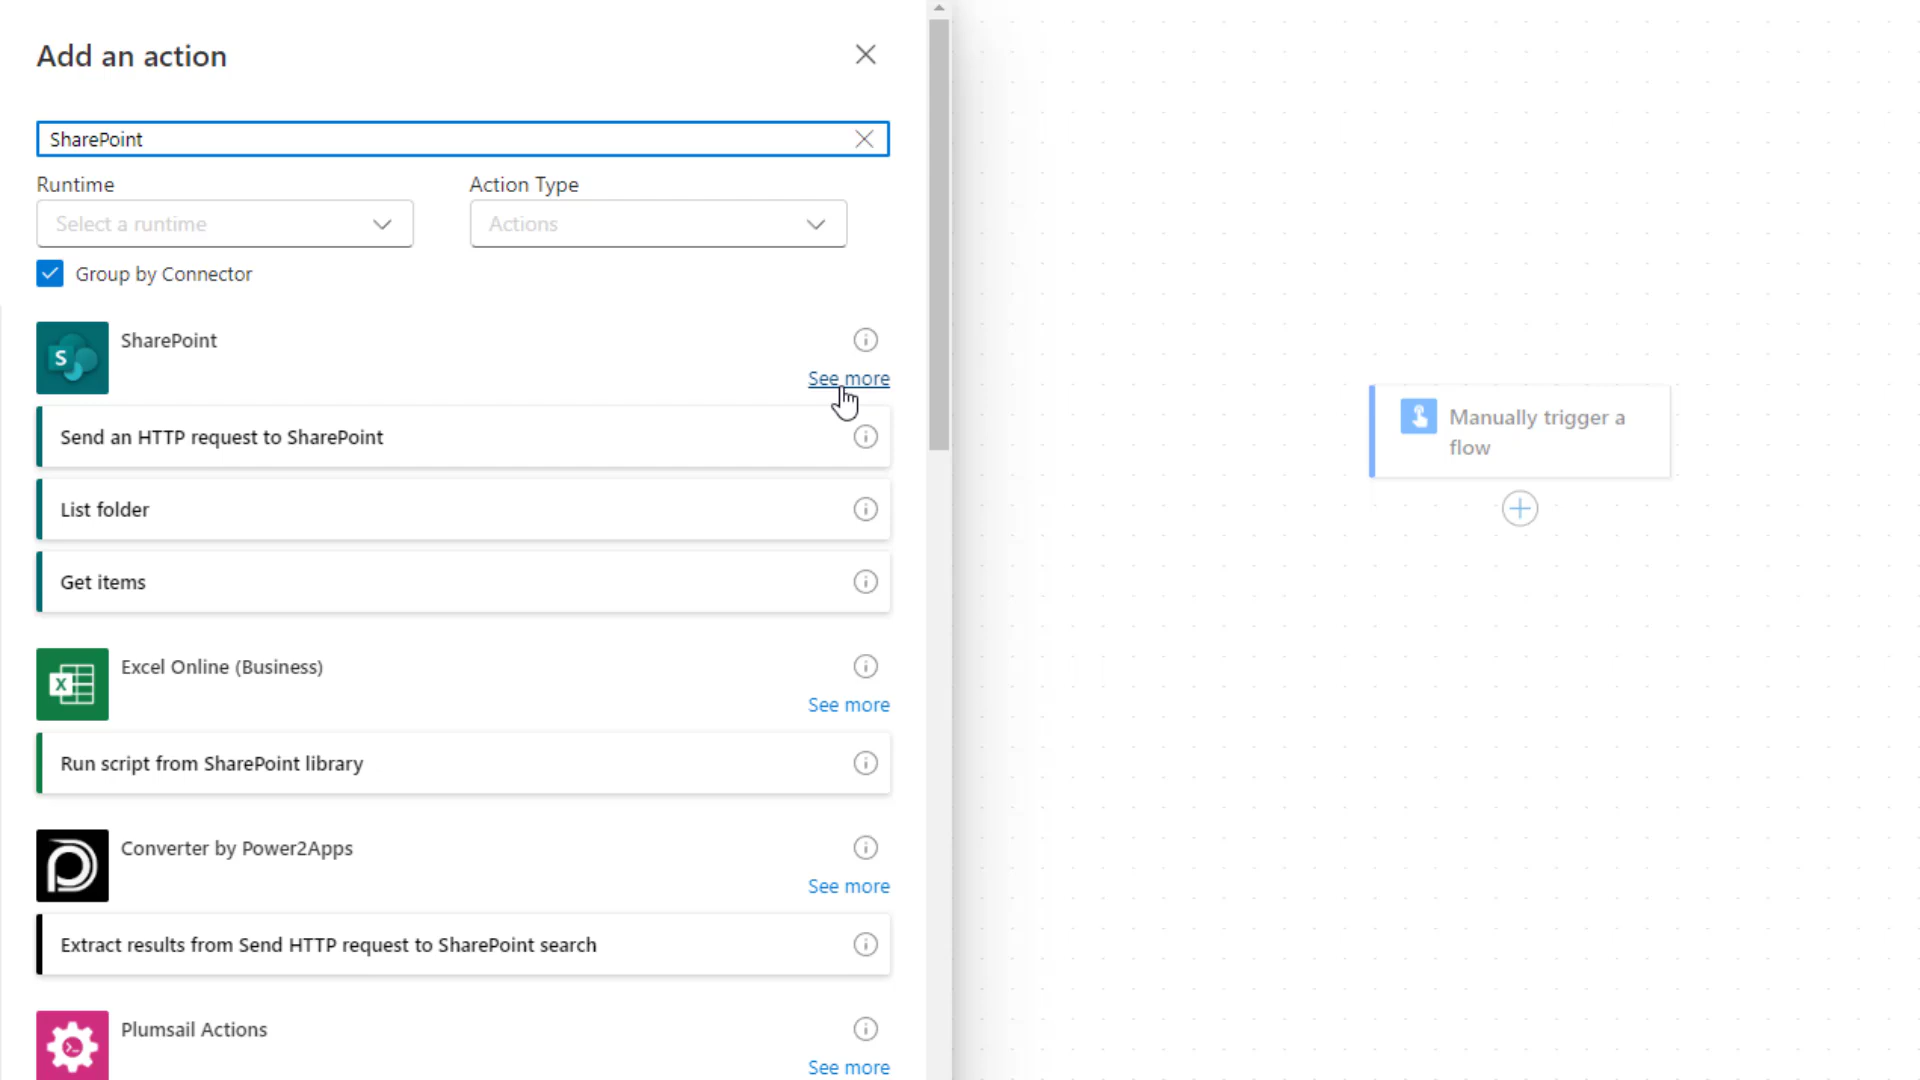 Add an action
SharePoint
Runtime
Action Type
Select a runtime
Actions
Group by Connector
S
SharePoint
See more
Send an HTTP request to SharePoint
List folder
Get items
X
Excel Online (Business)
See more
Run script from SharePoint library
Converter by Power2Apps
See more
Extract results from Send HTTP request to SharePoint search
Plumsail Actions
See more
Manually trigger a
flow